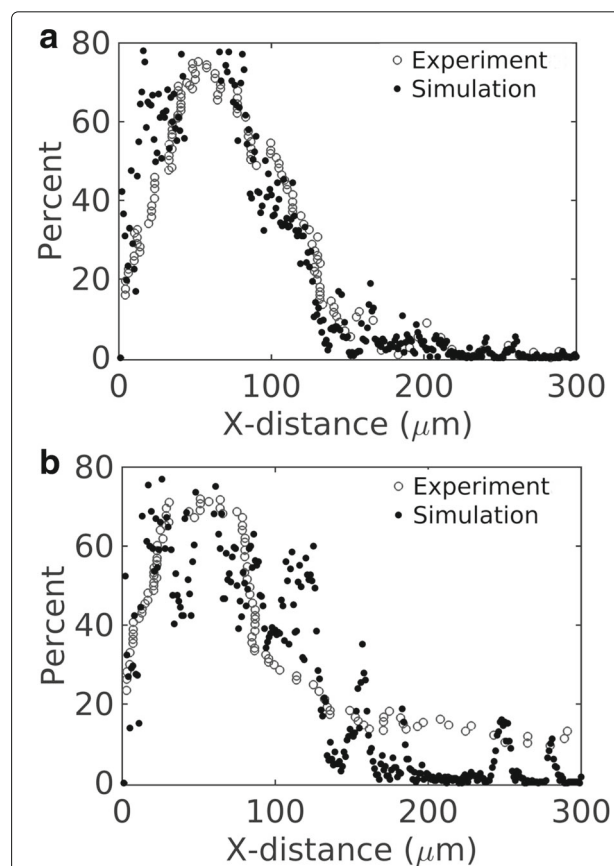 a
80
60
40
20
0
Percent
Experiment
Simulation
0 100 200 300
X-distance (μm)
b
80
60
40
20
0
Percent
Experiment
Simulation
0 100 200 300
X-distance (μm)